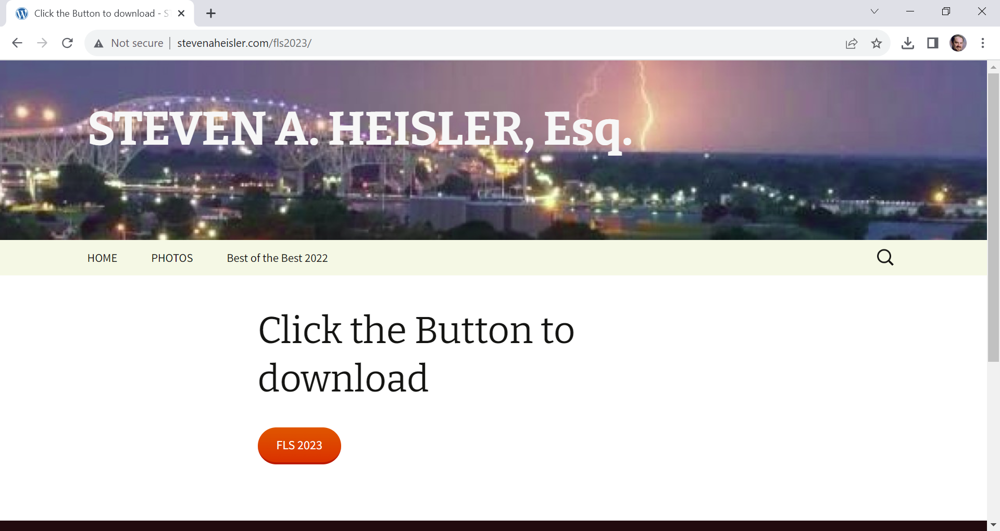 Click the Button to download - S
Not secure
stevenaheisler.com/fls2023/
STEVEN A. HEISLER, Esq.
HOME
PHOTOS
Best of the Best 2022
Click the Button to
download
FLS 2023